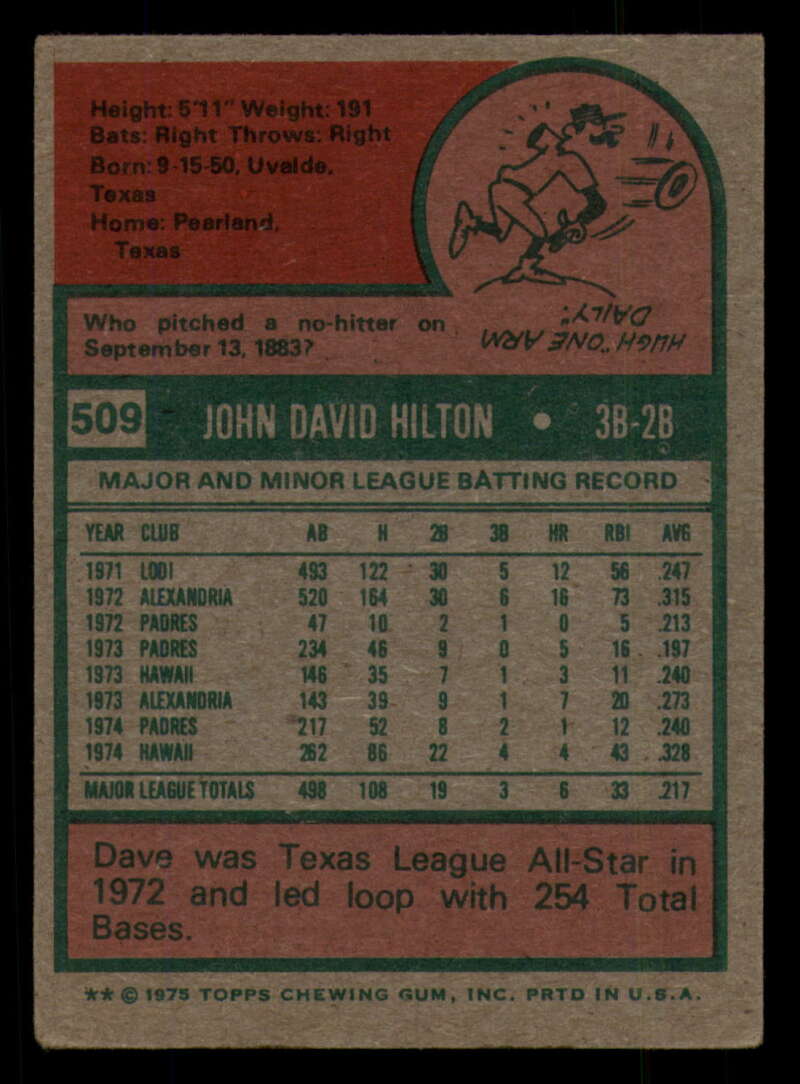 Height: 5'11" Weight: 191
Bats: Right Throws: Right
Born: 9-15-50, Uvalde,
Texas
Home: Pearland,
Texas
Who pitched a no-hitter on
September 13, 1883?
HUGH "ONE ARM
DAILY."
509 JOHN DAVID HILTON • 3B-2B
MAJOR AND MINOR LEAGUE BATTING RECORD
YEAR CLUB AB H 2B 3B HR RBI AVG
1971 LODI 493 122 30 5 12 56 .247
1972 ALEXANDRIA 520 164 30 6 16 73 .315
1972 PADRES 47 10 2 1 0 5 .213
1973 PADRES 234 46 9 0 5 16 .197
1973 HAWAII 146 35 7 1 3 11 .240
1973 ALEXANDRIA 143 39 9 1 7 20 .273
1974 PADRES 217 52 8 2 1 12 .240
1974 HAWAII 262 86 22 4 4 43 .328
MAJOR LEAGUE TOTALS 498 108 19 3 6 33 .217
Dave was Texas League All-Star in
1972 and led loop with 254 Total
Bases.
** © 1975 TOPPS CHEWING GUM, INC. PRTD IN U.S.A.